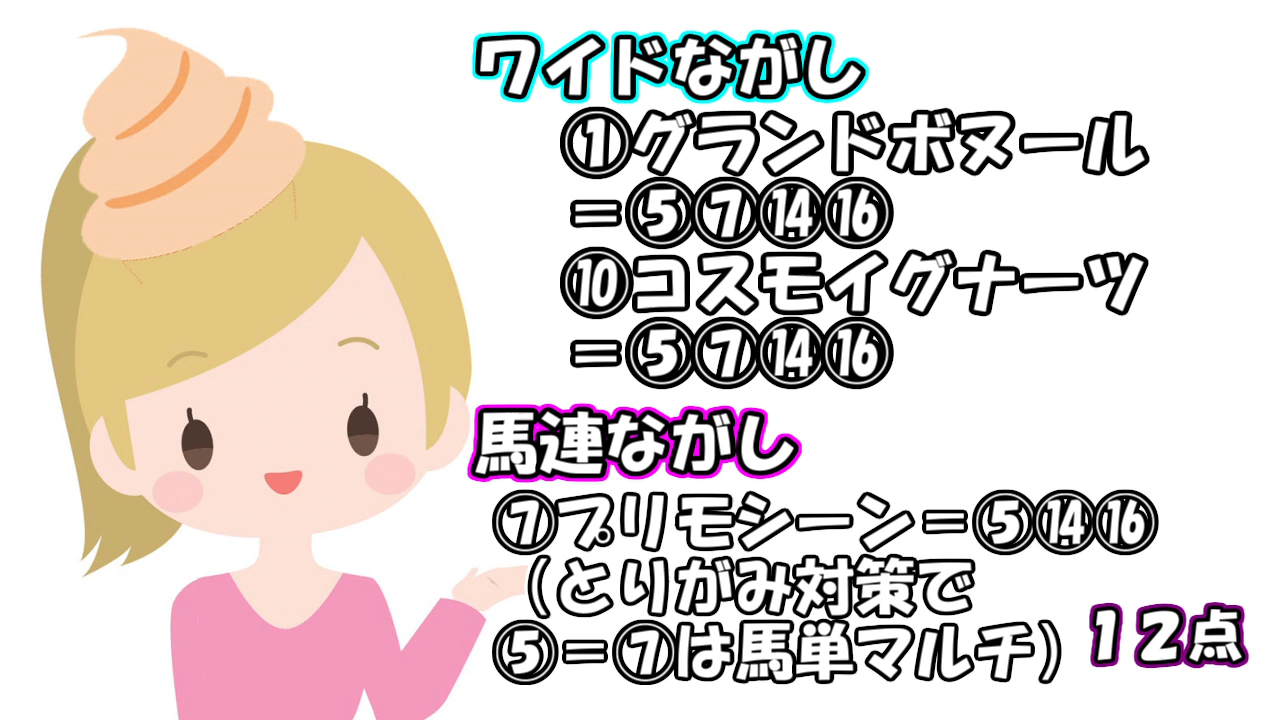 ワイドながし
①グランドボヌール
＝⑤⑦⑭⑯
⑩コスモイグナーツ
＝⑤⑦⑭⑯
馬連ながし
⑦プリモシーン＝⑤⑭⑯
（とりがみ対策で
⑤＝⑦は馬単マルチ）
１２点